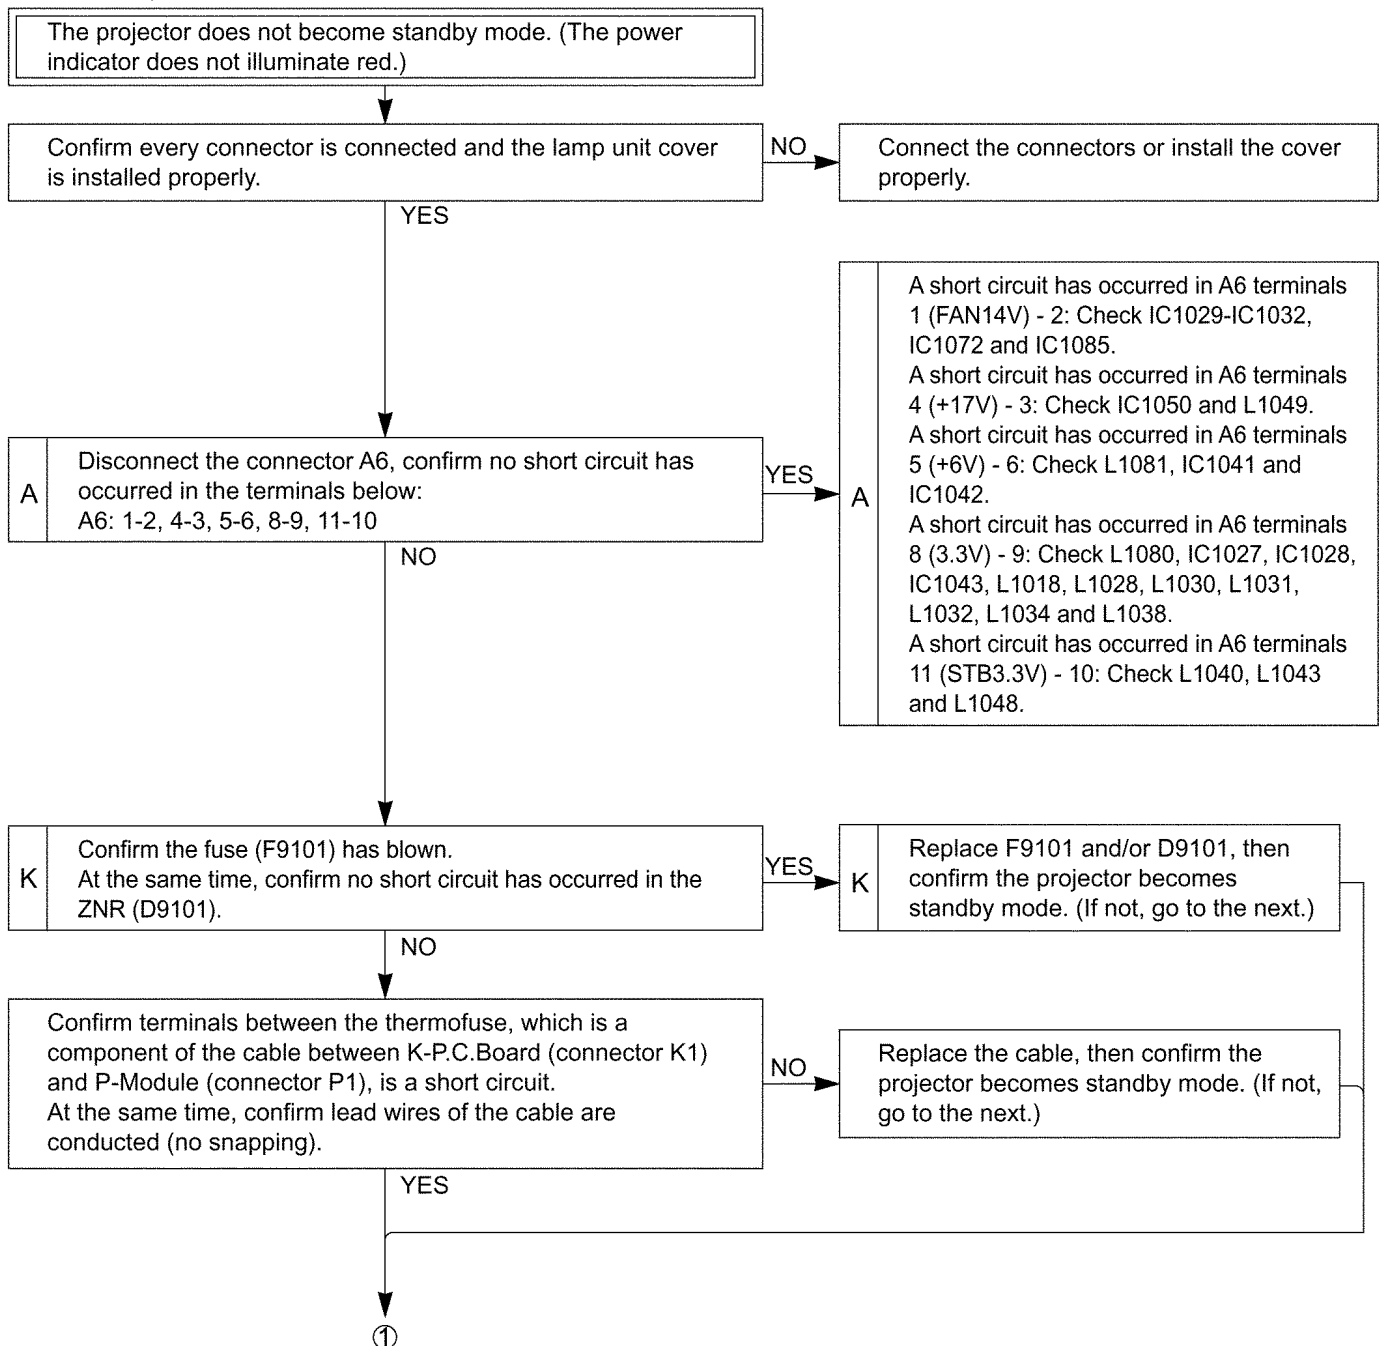 The projector does not become standby mode. (The power
indicator does not illuminate red.)
Confirm every connector is connected and the lamp unit cover
is installed properly.
NO
Connect the connectors or install the cover
properly.
YES
A
Disconnect the connector A6, confirm no short circuit has
occurred in the terminals below:
A6: 1-2, 4-3, 5-6, 8-9, 11-10
YES
A
A short circuit has occurred in A6 terminals
1 (FAN14V) - 2: Check IC1029-IC1032,
IC1072 and IC1085.
A short circuit has occurred in A6 terminals
4 (+17V) - 3: Check IC1050 and L1049.
A short circuit has occurred in A6 terminals
5 (+6V) - 6: Check L1081, IC1041 and
IC1042.
A short circuit has occurred in A6 terminals
8 (3.3V) - 9: Check L1080, IC1027, IC1028,
IC1043, L1018, L1028, L1030, L1031,
L1032, L1034 and L1038.
A short circuit has occurred in A6 terminals
11 (STB3.3V) - 10: Check L1040, L1043
and L1048.
NO
K
Confirm the fuse (F9101) has blown.
At the same time, confirm no short circuit has occurred in the
ZNR (D9101).
YES
K
Replace F9101 and/or D9101, then
confirm the projector becomes
standby mode. (If not, go to the next.)
NO
Confirm terminals between the thermofuse, which is a
component of the cable between K-P.C.Board (connector K1)
and P-Module (connector P1), is a short circuit.
At the same time, confirm lead wires of the cable are
conducted (no snapping).
NO
Replace the cable, then confirm the
projector becomes standby mode. (If not,
go to the next.)
YES
①